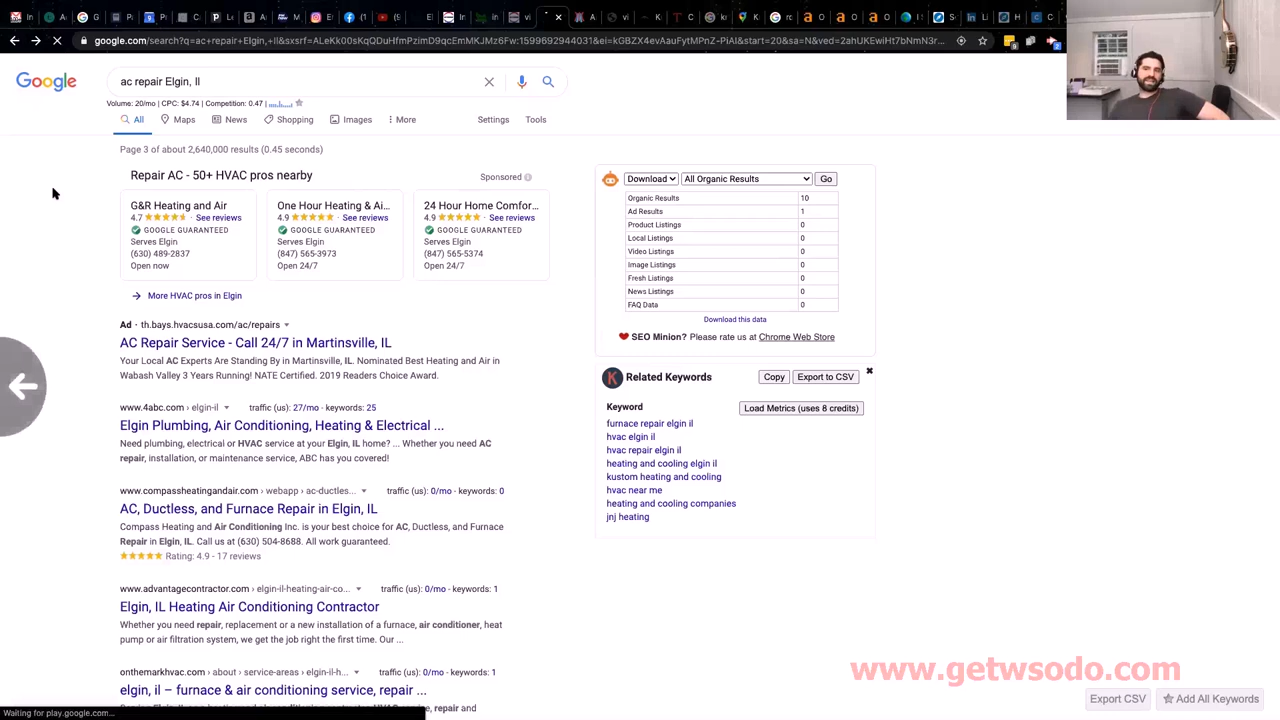 google.com/search?q=ac+repair+Elgin,+Il&sxsrf=ALeKk00sKqQDuHfmPzimD9qcEmMKJMz6Fw:1599692944031&ei=kGBZX4evAauFytMPnZ-PiAI&start=20&sa=N&ved=2ahUKEwiHt7bNmN3r...
Google
ac repair Elgin, Il
Volume: 20/mo | CPC: $4.74 | Competition: 0.47 |
All
Maps
News
Shopping
Images
More
Settings
Tools
Page 3 of about 2,640,000 results (0.45 seconds)
Repair AC - 50+ HVAC pros nearby
Sponsored
G&R Heating and Air
4.7 · See reviews
GOOGLE GUARANTEED
Serves Elgin
(630) 489-2837
Open now
One Hour Heating & Ai...
4.9 · See reviews
GOOGLE GUARANTEED
Serves Elgin
(847) 565-3973
Open 24/7
24 Hour Home Comfor...
4.9 · See reviews
GOOGLE GUARANTEED
Serves Elgin
(847) 565-5374
Open 24/7
More HVAC pros in Elgin
Ad · th.bays.hvacsusa.com/ac/repairs
AC Repair Service - Call 24/7 in Martinsville, IL
Your Local AC Experts Are Standing By in Martinsville, IL. Nominated Best Heating and Air in
Wabash Valley 3 Years Running! NATE Certified. 2019 Readers Choice Award.
www.4abc.com › elgin-il traffic (us): 27/mo - keywords: 25
Elgin Plumbing, Air Conditioning, Heating & Electrical ...
Need plumbing, electrical or HVAC service at your Elgin, IL home? ... Whether you need AC
repair, installation, or maintenance service, ABC has you covered!
www.compassheatingandair.com › webapp › ac-ductles... traffic (us): 0/mo - keywords: 0
AC, Ductless, and Furnace Repair in Elgin, IL
Compass Heating and Air Conditioning Inc. is your best choice for AC, Ductless, and Furnace
Repair in Elgin, IL. Call us at (630) 504-8688. All work guaranteed.
Rating: 4.9 - 17 reviews
www.advantagecontractor.com › elgin-il-heating-air-co... traffic (us): 0/mo - keywords: 1
Elgin, IL Heating Air Conditioning Contractor
Whether you need repair, replacement or a new installation of a furnace, air conditioner, heat
pump or air filtration system, we get the job right the first time. Our ...
onthemarkhvac.com › about › service-areas › elgin-il-h... traffic (us): 0/mo - keywords: 1
elgin, il – furnace & air conditioning service, repair ...
repair and
Waiting for play.google.com...
Download
All Organic Results
Go
Organic Results 10
Ad Results 1
Product Listings 0
Local Listings 0
Video Listings 0
Image Listings 0
Fresh Listings 0
News Listings 0
FAQ Data 0
Download this data
SEO Minion? Please rate us at Chrome Web Store
K
Related Keywords
Copy
Export to CSV
Keyword
Load Metrics (uses 8 credits)
furnace repair elgin il
hvac elgin il
hvac repair elgin il
heating and cooling elgin il
kustom heating and cooling
hvac near me
heating and cooling companies
jnj heating
www.getwsodo.com
Export CSV
Add All Keywords